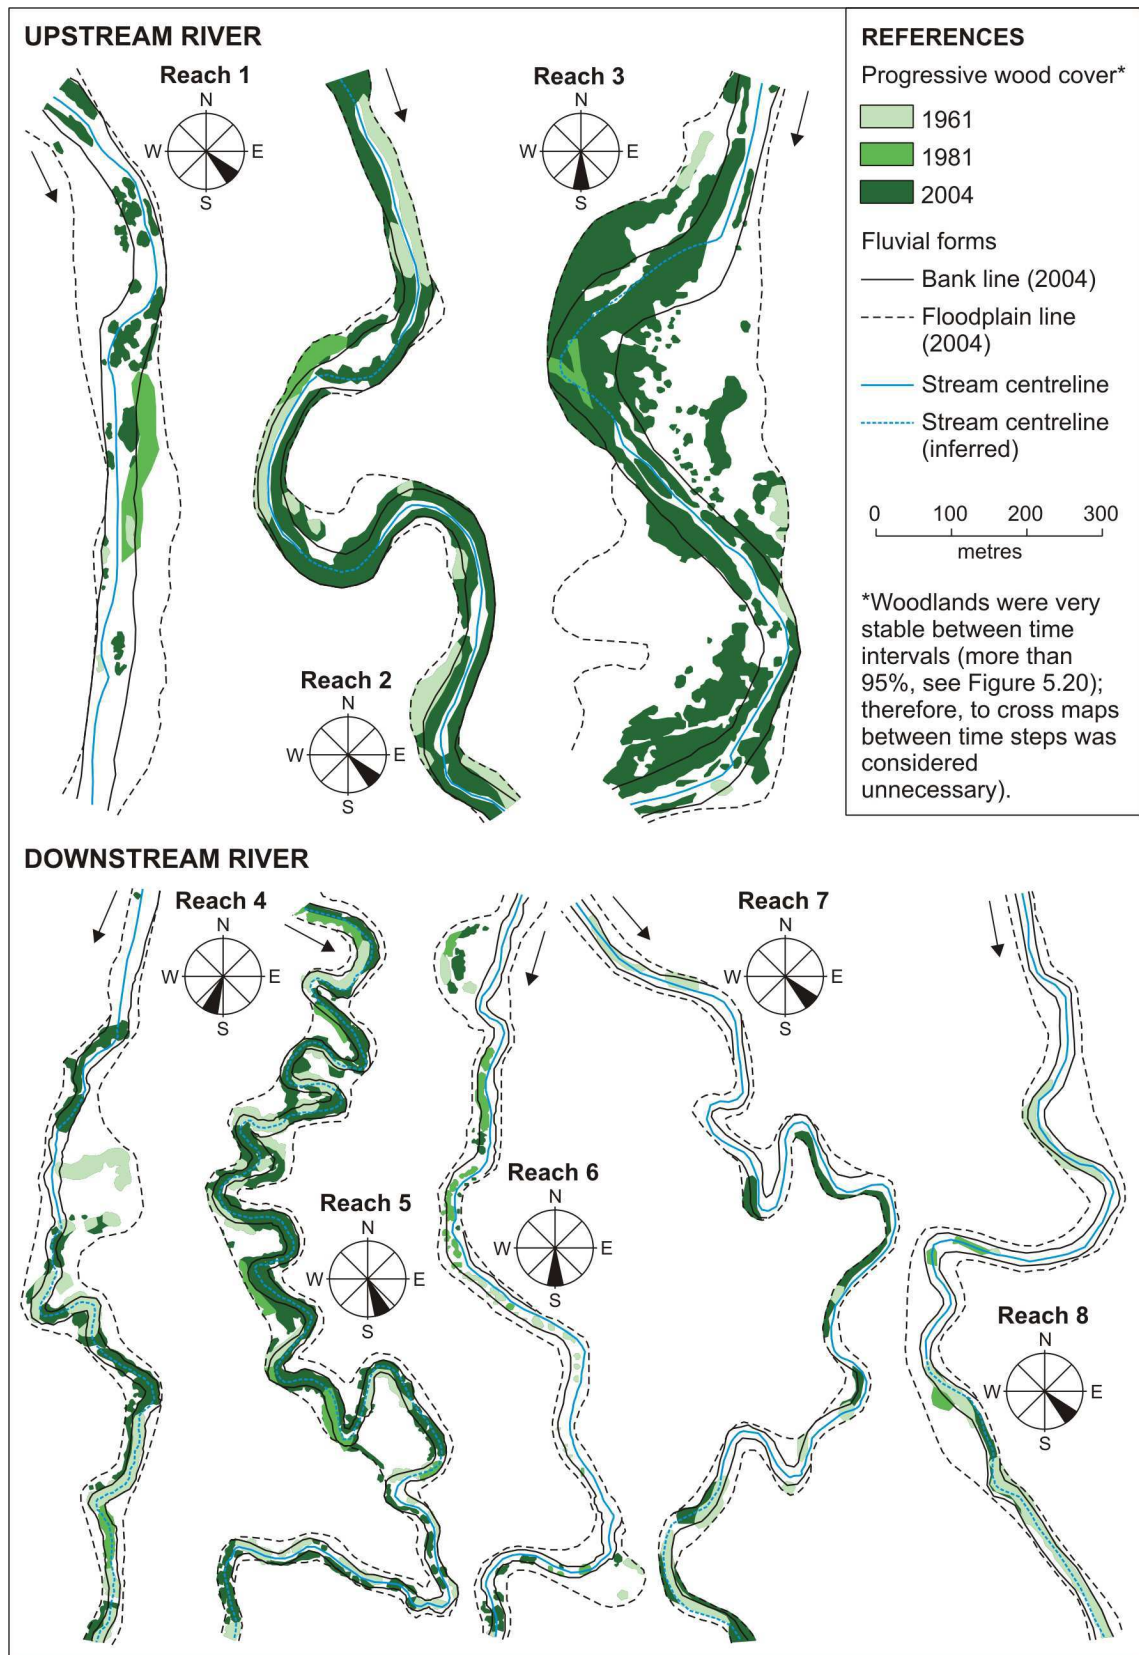 UPSTREAM RIVER
Reach 1
N
W
E
S
Reach 3
N
W
E
S
Reach 2
N
W
E
S
REFERENCES
Progressive wood cover*
1961
1981
2004
Fluvial forms
Bank line (2004)
Floodplain line
(2004)
Stream centreline
Stream centreline
(inferred)
0 100 200 300
metres
*Woodlands were very
stable between time
intervals (more than
95%, see Figure 5.20);
therefore, to cross maps
between time steps was
considered
unnecessary).
DOWNSTREAM RIVER
Reach 4
N
W
E
S
Reach 5
N
W
E
S
Reach 6
N
W
E
S
Reach 7
N
W
E
S
Reach 8
N
W
E
S